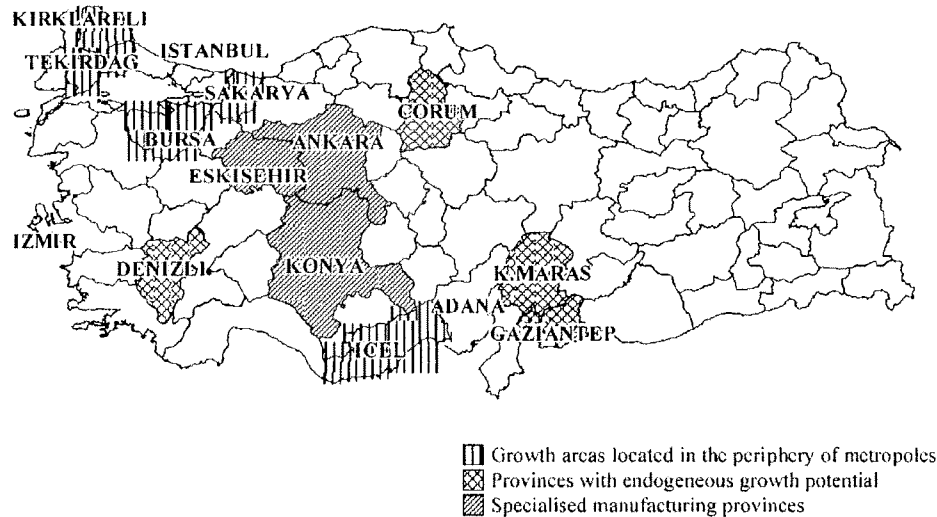 KIRKLARELI
ISTANBUL
TEKIRDAG
SAKARYA
CORUM
BURSA
ANKARA
ESKISEHIR
IZMIR
DENIZLI
KONYA
K.MARAS
ADANA
GAZIANTEP
ICEL
Growth areas located in the periphery of metropoles
Provinces with endogeneous growth potential
Specialised manufacturing provinces